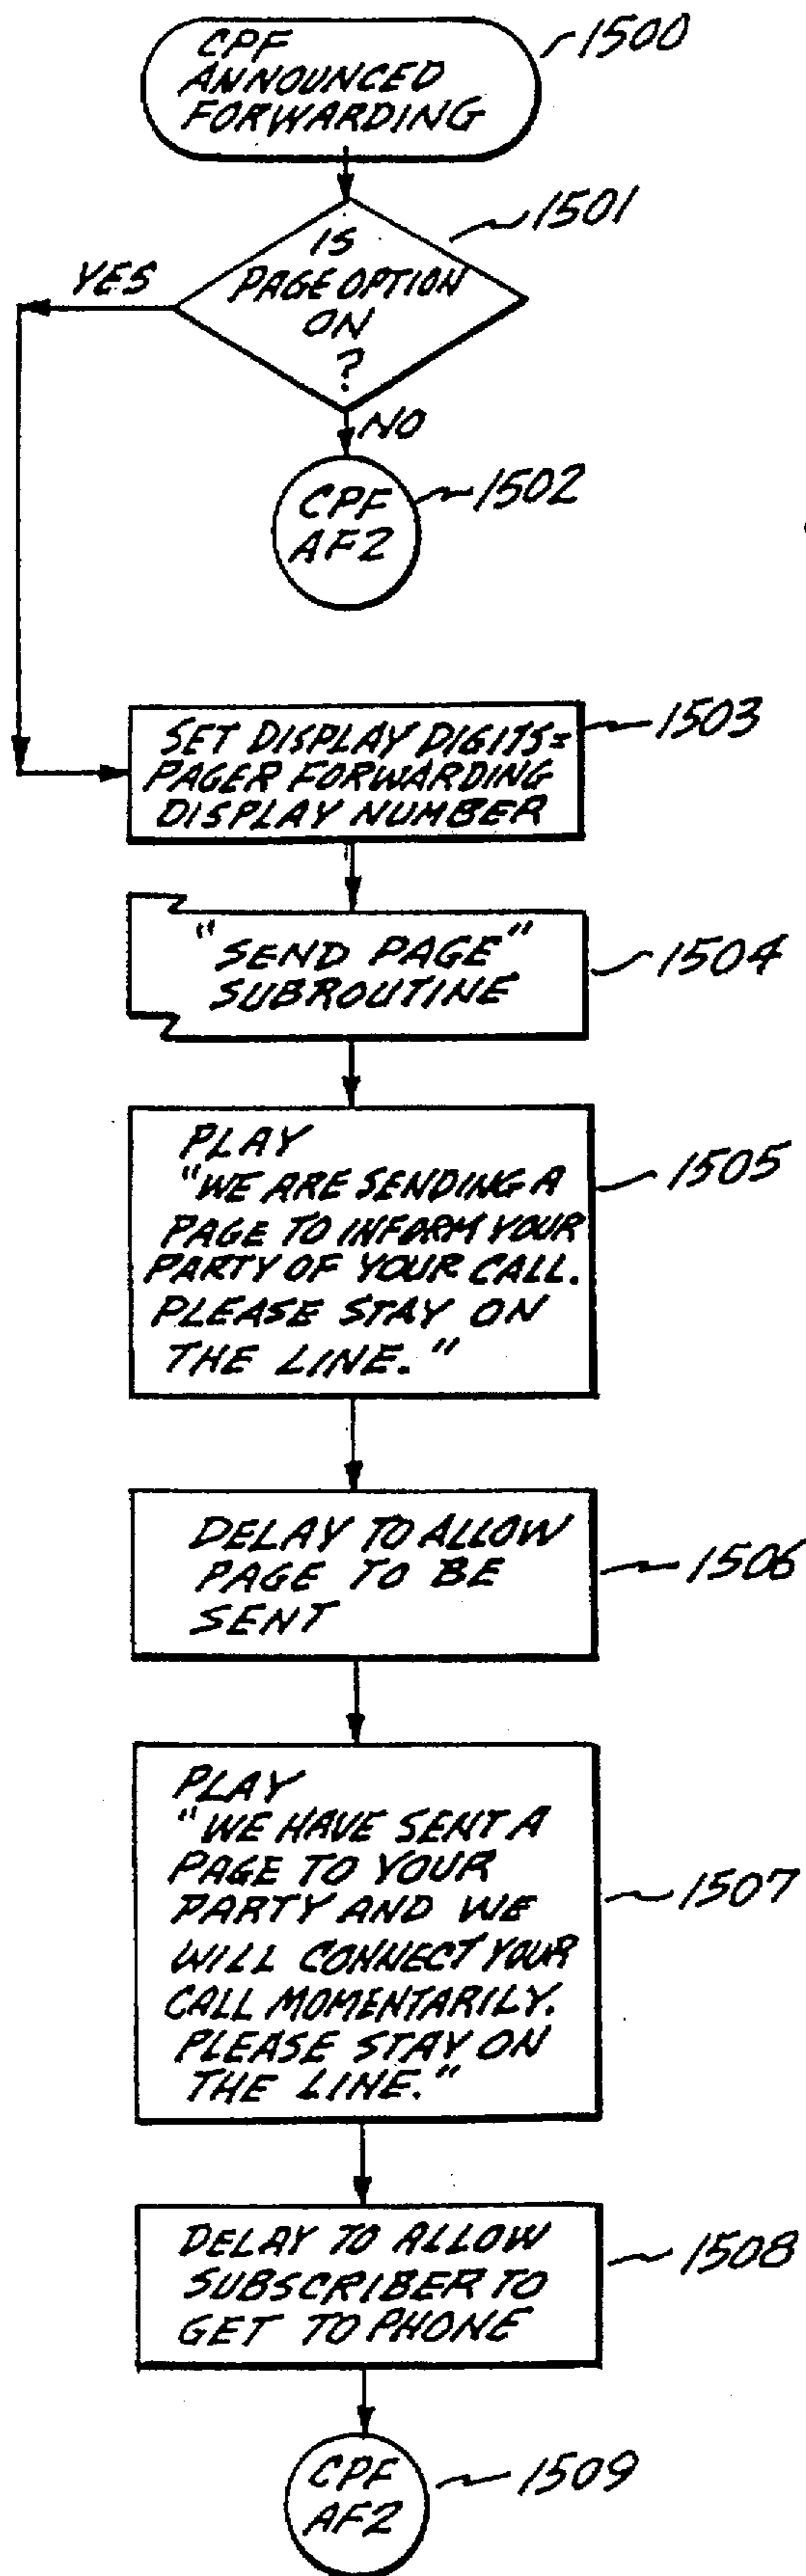 CPF
ANNOUNCED
FORWARDING
1500
IS
PAGE OPTION
ON
?
1501
YES
NO
CPF
AF2
1502
SET DISPLAY DIGITS=
PAGER FORWARDING
DISPLAY NUMBER
1503
"SEND PAGE"
SUBROUTINE
1504
PLAY
"WE ARE SENDING A
PAGE TO INFORM YOUR
PARTY OF YOUR CALL.
PLEASE STAY ON
THE LINE."
1505
DELAY TO ALLOW
PAGE TO BE
SENT
1506
PLAY
"WE HAVE SENT A
PAGE TO YOUR
PARTY AND WE
WILL CONNECT YOUR
CALL MOMENTARILY.
PLEASE STAY ON
THE LINE."
1507
DELAY TO ALLOW
SUBSCRIBER TO
GET TO PHONE
1508
CPF
AF2
1509